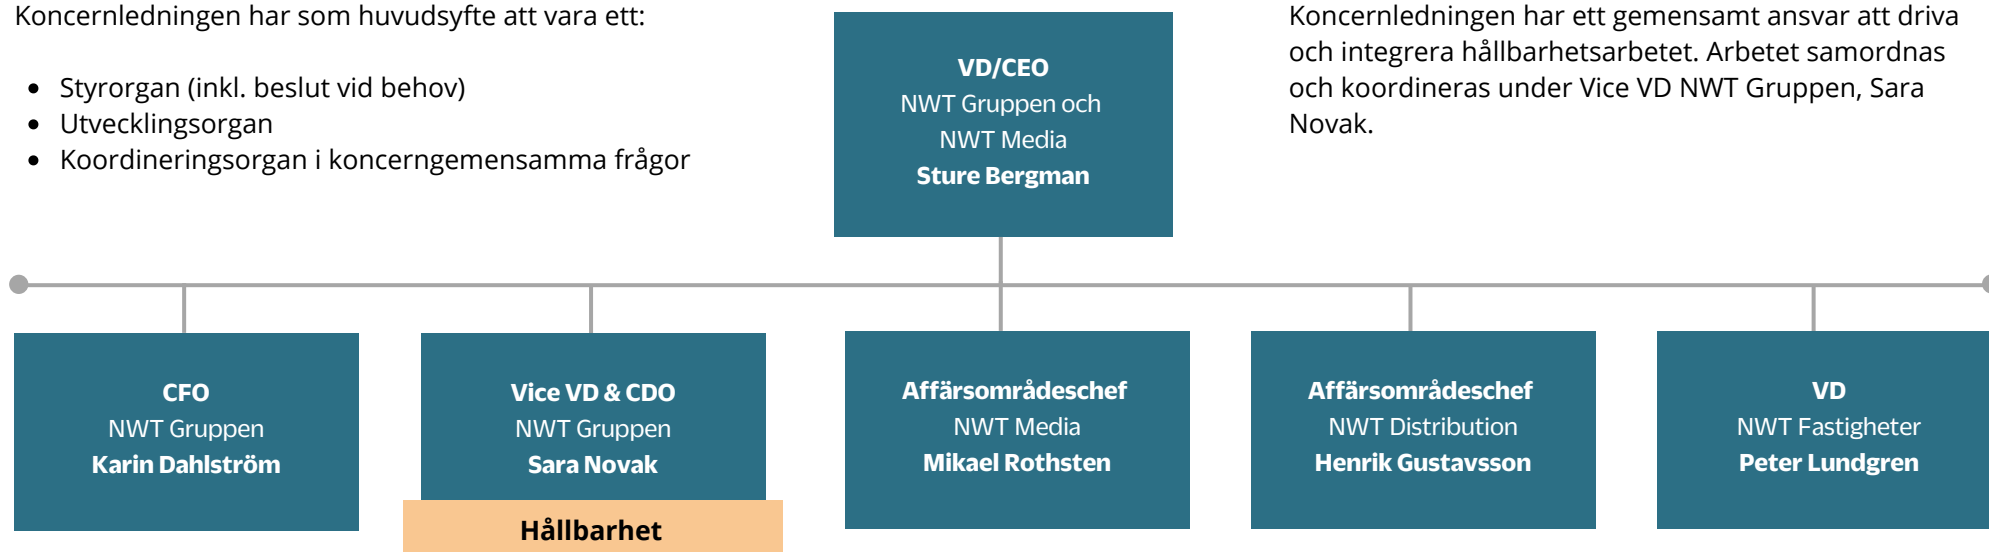 Koncernledningen har som huvudsyfte att vara ett:
Styrorgan (inkl. beslut vid behov)
Utvecklingsorgan
Koordineringsorgan i koncerngemensamma frågor
VD/CEO
NWT Gruppen och
NWT Media
Sture Bergman
Koncernledningen har ett gemensamt ansvar att driva
och integrera hållbarhetsarbetet. Arbetet samordnas
och koordineras under Vice VD NWT Gruppen, Sara
Novak.
CFO
NWT Gruppen
Karin Dahlström
Vice VD & CDO
NWT Gruppen
Sara Novak
Hållbarhet
Affärsområdeschef
NWT Media
Mikael Rothsten
Affärsområdeschef
NWT Distribution
Henrik Gustavsson
VD
NWT Fastigheter
Peter Lundgren